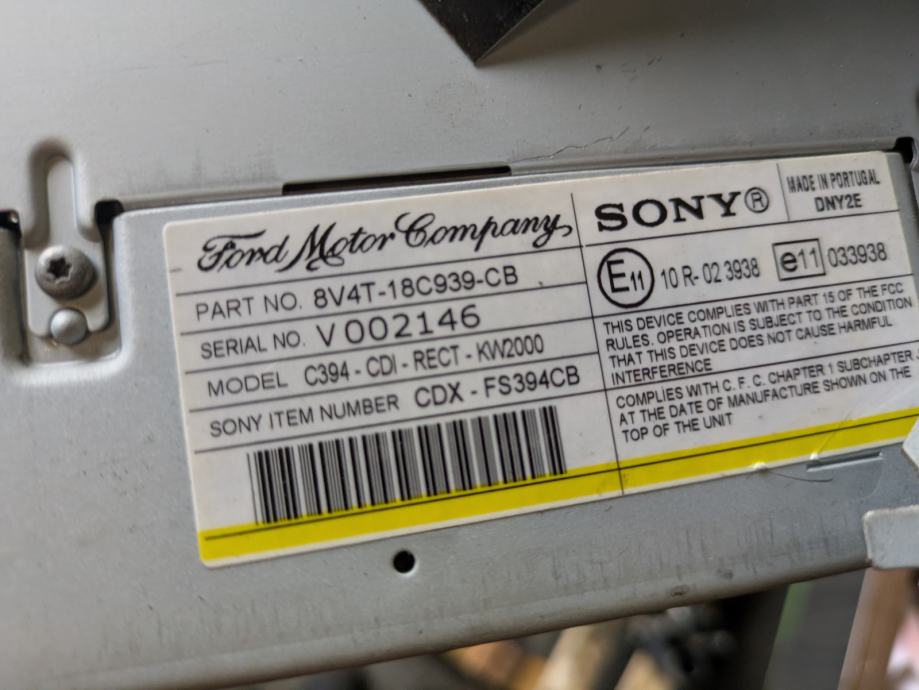 Ford Motor Company
PART NO. 8V4T-18C939-CB
SERIAL NO. V002146
MODEL C394 - CDI - RECT - KW2000
SONY ITEM NUMBER CDX - FS394CB
SONY®
MADE IN PORTUGAL
DNY2E
E11 10 R- 02 3938 e11 033938
THIS DEVICE COMPLIES WITH PART 15 OF THE FCC
RULES. OPERATION IS SUBJECT TO THE CONDITION
THAT THIS DEVICE DOES NOT CAUSE HARMFUL
INTERFERENCE
COMPLIES WITH C. F. C. CHAPTER 1 SUBCHAPTER
AT THE DATE OF MANUFACTURE SHOWN ON THE
TOP OF THE UNIT